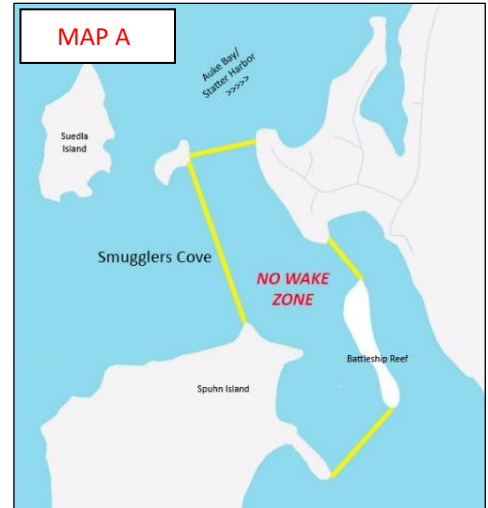 MAP A
Auke Bay/
Statter Harbor
>>>>>
Suedla
Island
Smugglers Cove
NO WAKE
ZONE
Battleship Reef
Spuhn Island